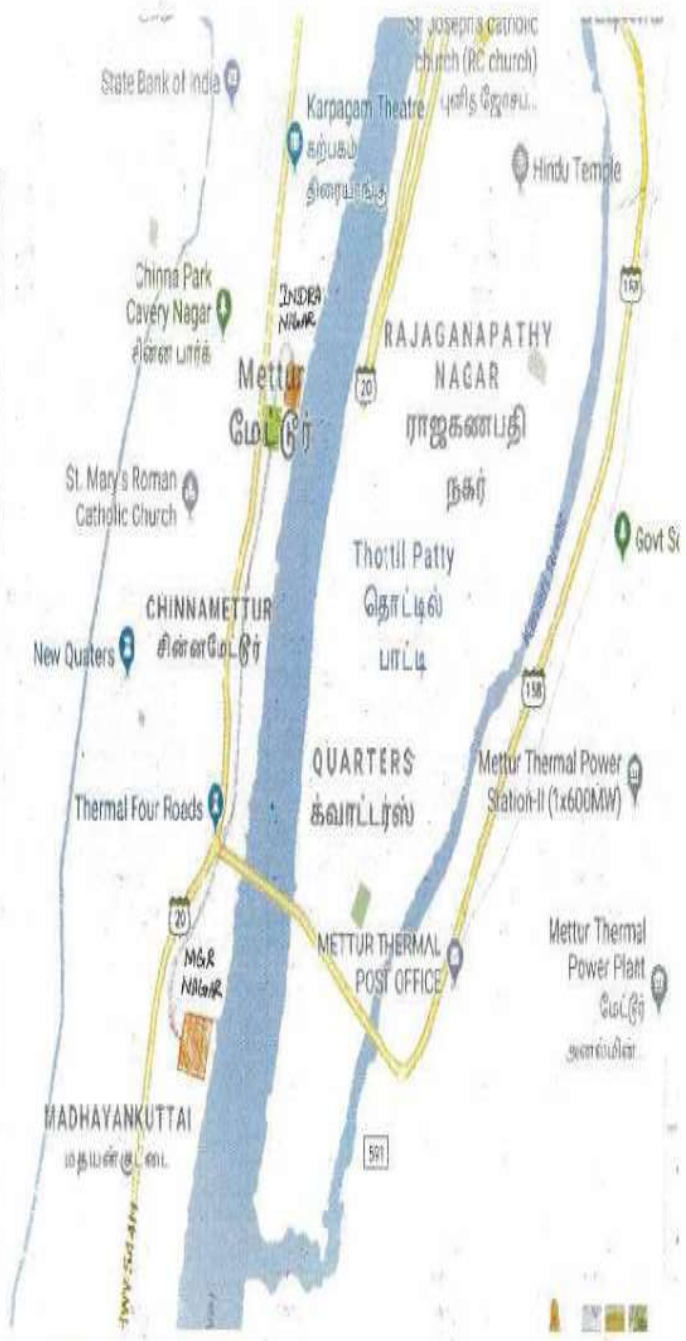 St. Joseph's Catholic
church (RC church)
புனித ஜோசப்...
State Bank of India
Karpagam Theatre
கற்பகம்
திரையரங்கு
Hindu Temple
Chinna Park
Cavery Nagar
சின்ன பார்க்
INDRA
NAGAR
RAJAGANAPATHY
NAGAR
ராஜகணபதி
நகர்
20
Mettur
மேட்டூர்
St. Mary's Roman
Catholic Church
Govt
Thottil Patty
தொட்டில்
பாட்டி
CHINNAMETTUR
சின்னமேட்டூர்
New Quaters
158
QUARTERS
க்வாட்டர்ஸ்
Mettur Thermal Power
Station-II (1x600MW)
Thermal Four Roads
20
METTUR THERMAL
POST OFFICE
Mettur Thermal
Power Plant
மேட்டூர்
அனல்மின்...
MGR
NAGAR
MADHAYANKUTTAI
மதயன்குட்டை
591